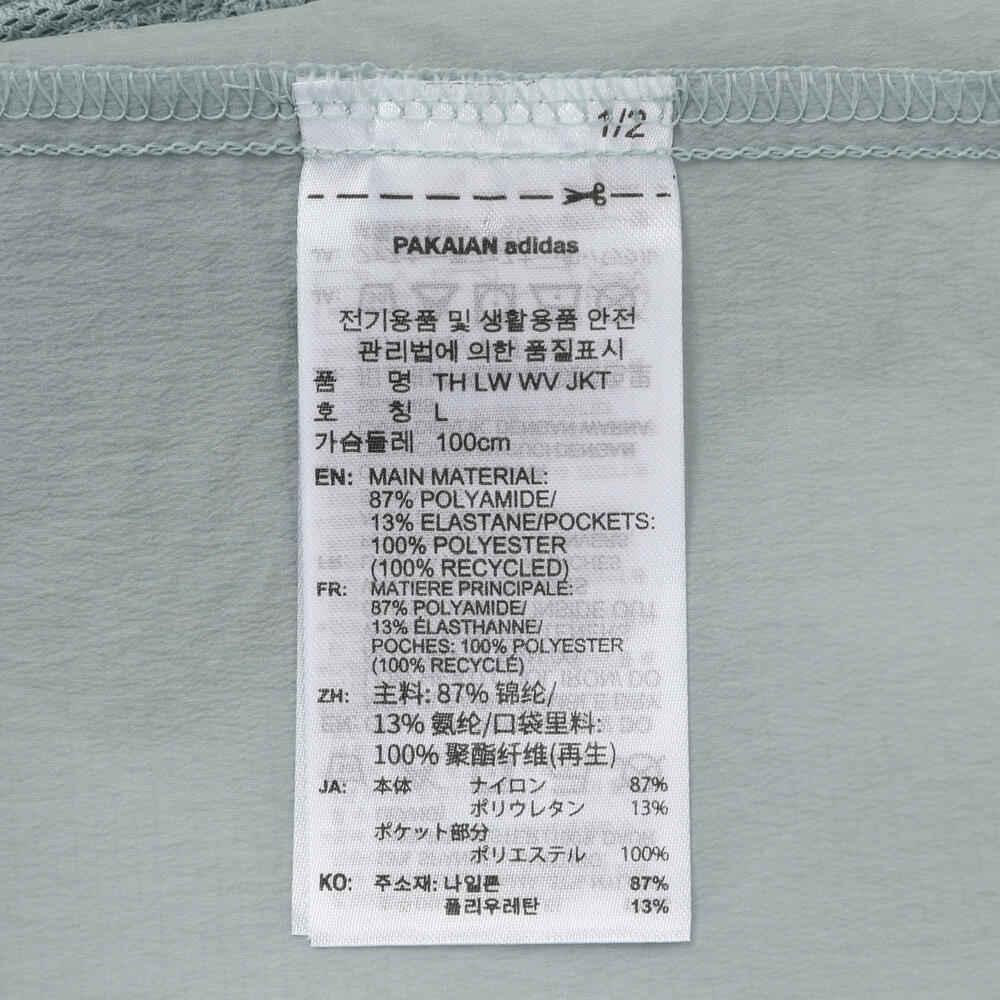 1/2
PAKAIAN adidas
전기용품 및 생활용품 안전
관리법에 의한 품질표시
품 명 TH LW WV JKT
호 칭 L
가슴둘레 100cm
EN: MAIN MATERIAL:
87% POLYAMIDE/
13% ELASTANE/POCKETS:
100% POLYESTER
(100% RECYCLED)
FR: MATIERE PRINCIPALE:
87% POLYAMIDE/
13% ÉLASTHANNE/
POCHES: 100% POLYESTER
(100% RECYCLÉ)
ZH: 主料: 87% 锦纶/
13% 氨纶/口袋里料:
100% 聚酯纤维(再生)
JA: 本体 ナイロン 87%
ポリウレタン 13%
ポケット部分
ポリエステル 100%
KO: 주소재: 나일론 87%
폴리우레탄 13%